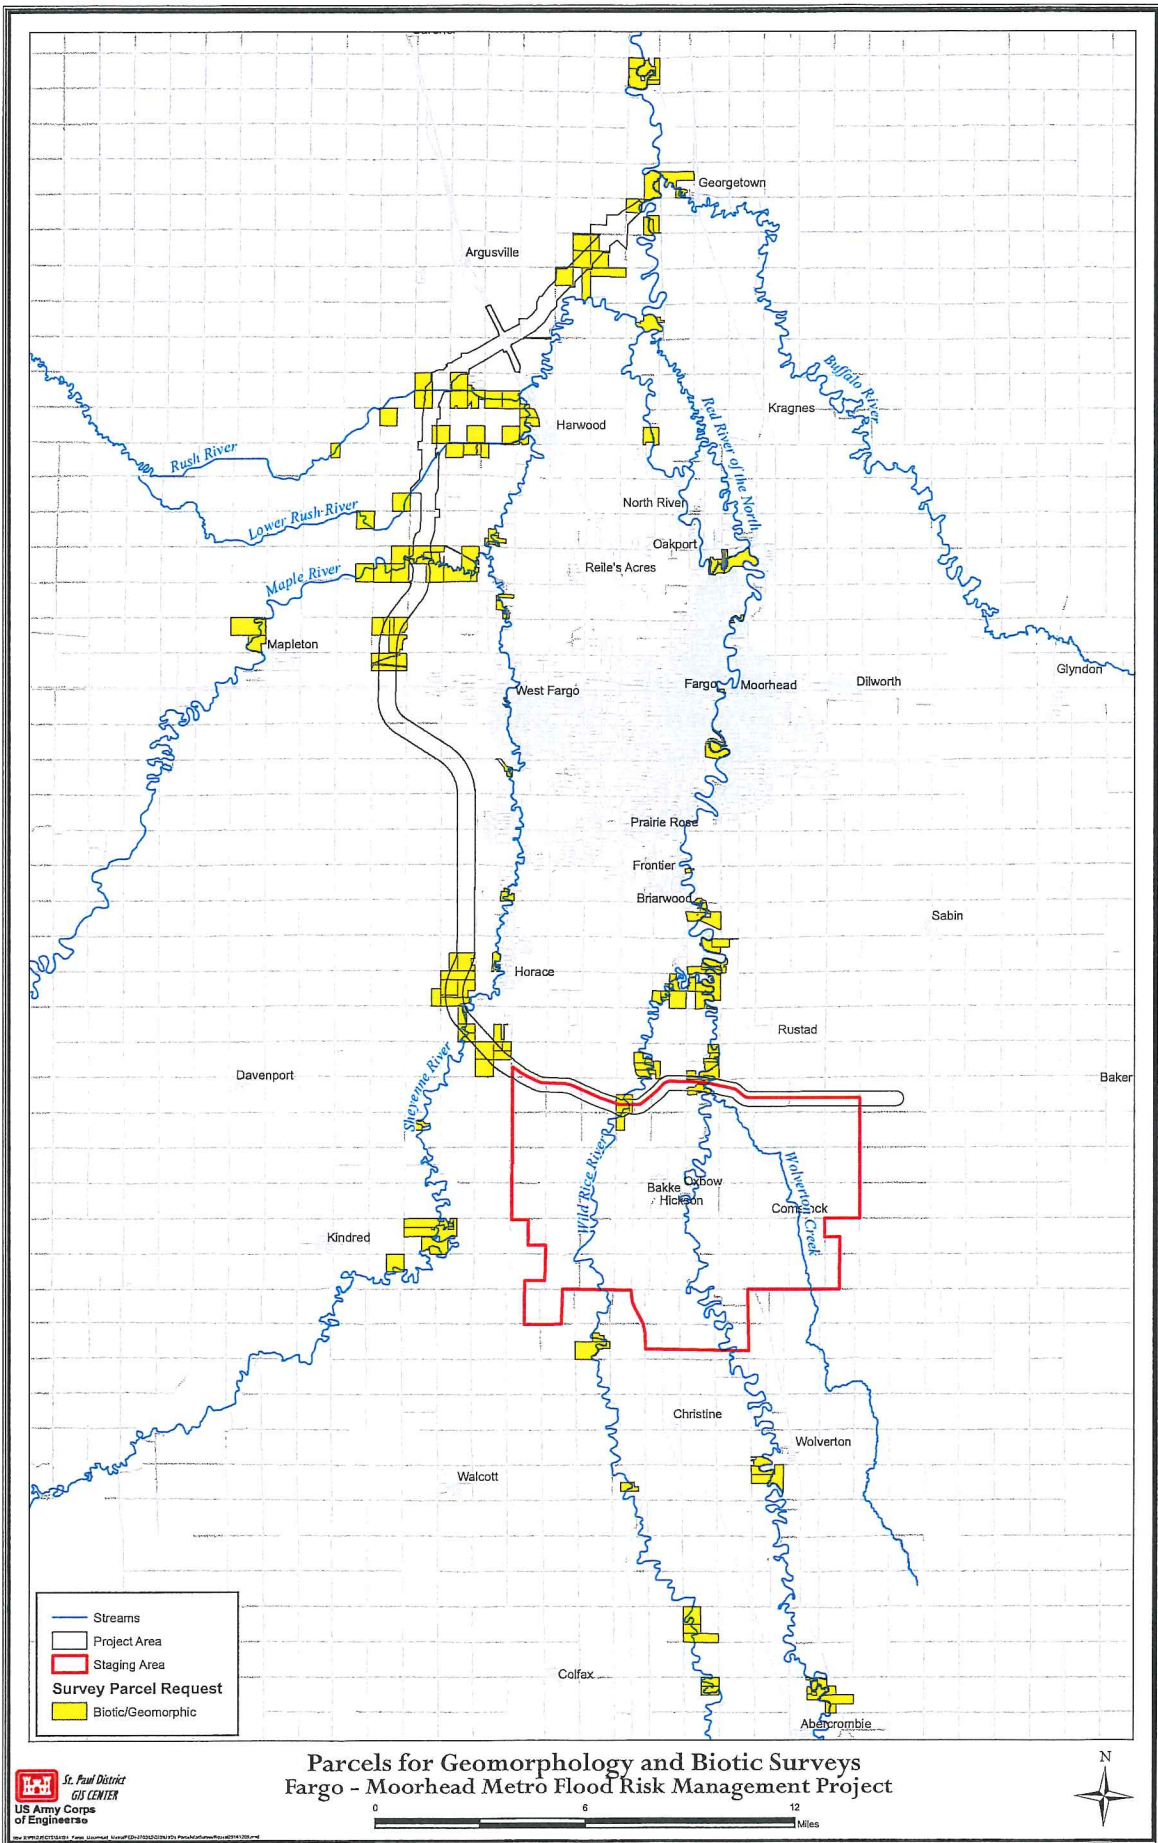 Georgetown
Argusville
Buffalo River
Kragnes
Red River of the North
Harwood
Rush River
North River
Lower Rush River
Oakport
Reile's Acres
Maple River
Mapleton
Glyndon
West Fargo
Fargo
Moorhead
Dilworth
Prairie Rose
Frontier
Briarwood
Sabin
Horace
Rustad
Davenport
Baker
Sheyenne River
Wild Rice River
Wolverton Creek
Bakke
Oxbow
Hickson
Comstock
Kindred
Christine
Wolverton
Walcott
Colfax
Abercrombie
Streams
Project Area
Staging Area
Survey Parcel Request
Biotic/Geomorphic
Parcels for Geomorphology and Biotic Surveys
Fargo - Moorhead Metro Flood Risk Management Project
St. Paul District
GIS CENTER
US Army Corps
of Engineers®
0 6 12
Miles
N